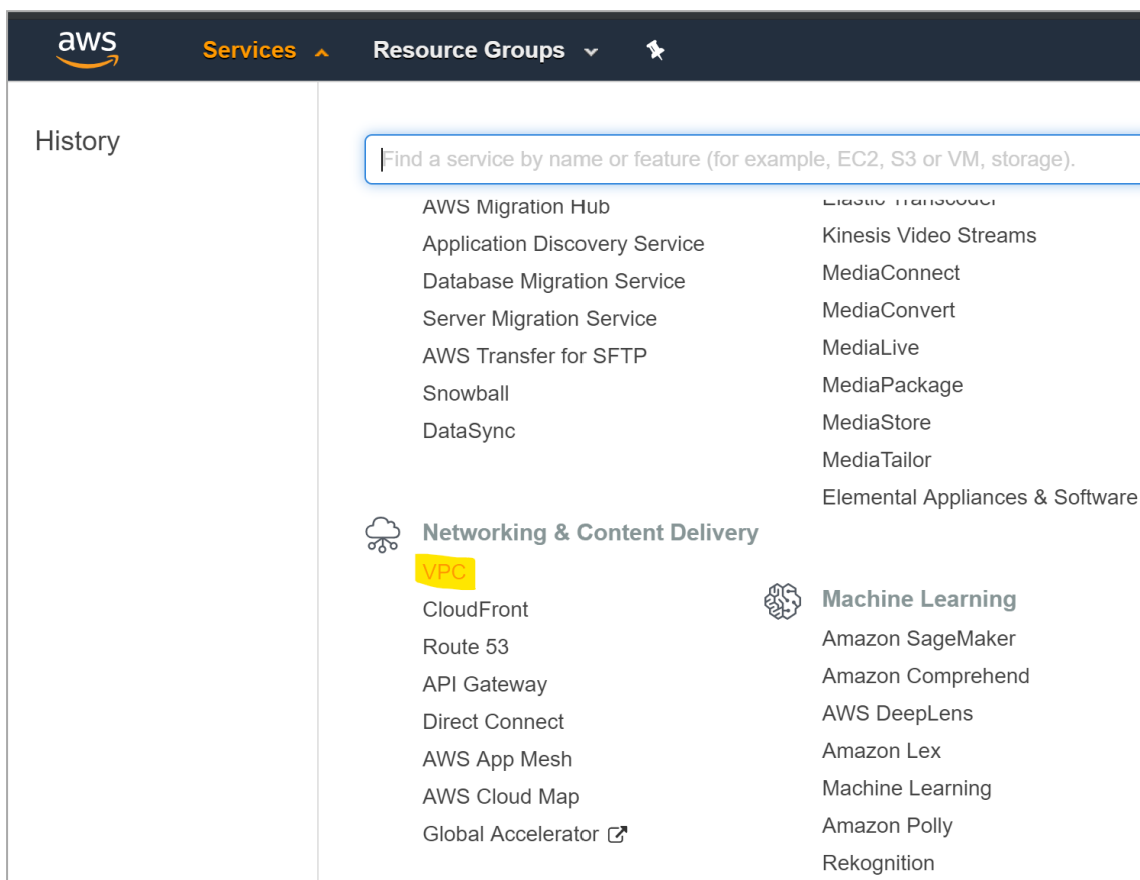 aws
Services
Resource Groups
History
Find a service by name or feature (for example, EC2, S3 or VM, storage).
AWS Migration Hub
Application Discovery Service
Database Migration Service
Server Migration Service
AWS Transfer for SFTP
Snowball
DataSync
Networking & Content Delivery
VPC
CloudFront
Route 53
API Gateway
Direct Connect
AWS App Mesh
AWS Cloud Map
Global Accelerator
Elastic Transcoder
Kinesis Video Streams
MediaConnect
MediaConvert
MediaLive
MediaPackage
MediaStore
MediaTailor
Elemental Appliances & Software
Machine Learning
Amazon SageMaker
Amazon Comprehend
AWS DeepLens
Amazon Lex
Machine Learning
Amazon Polly
Rekognition